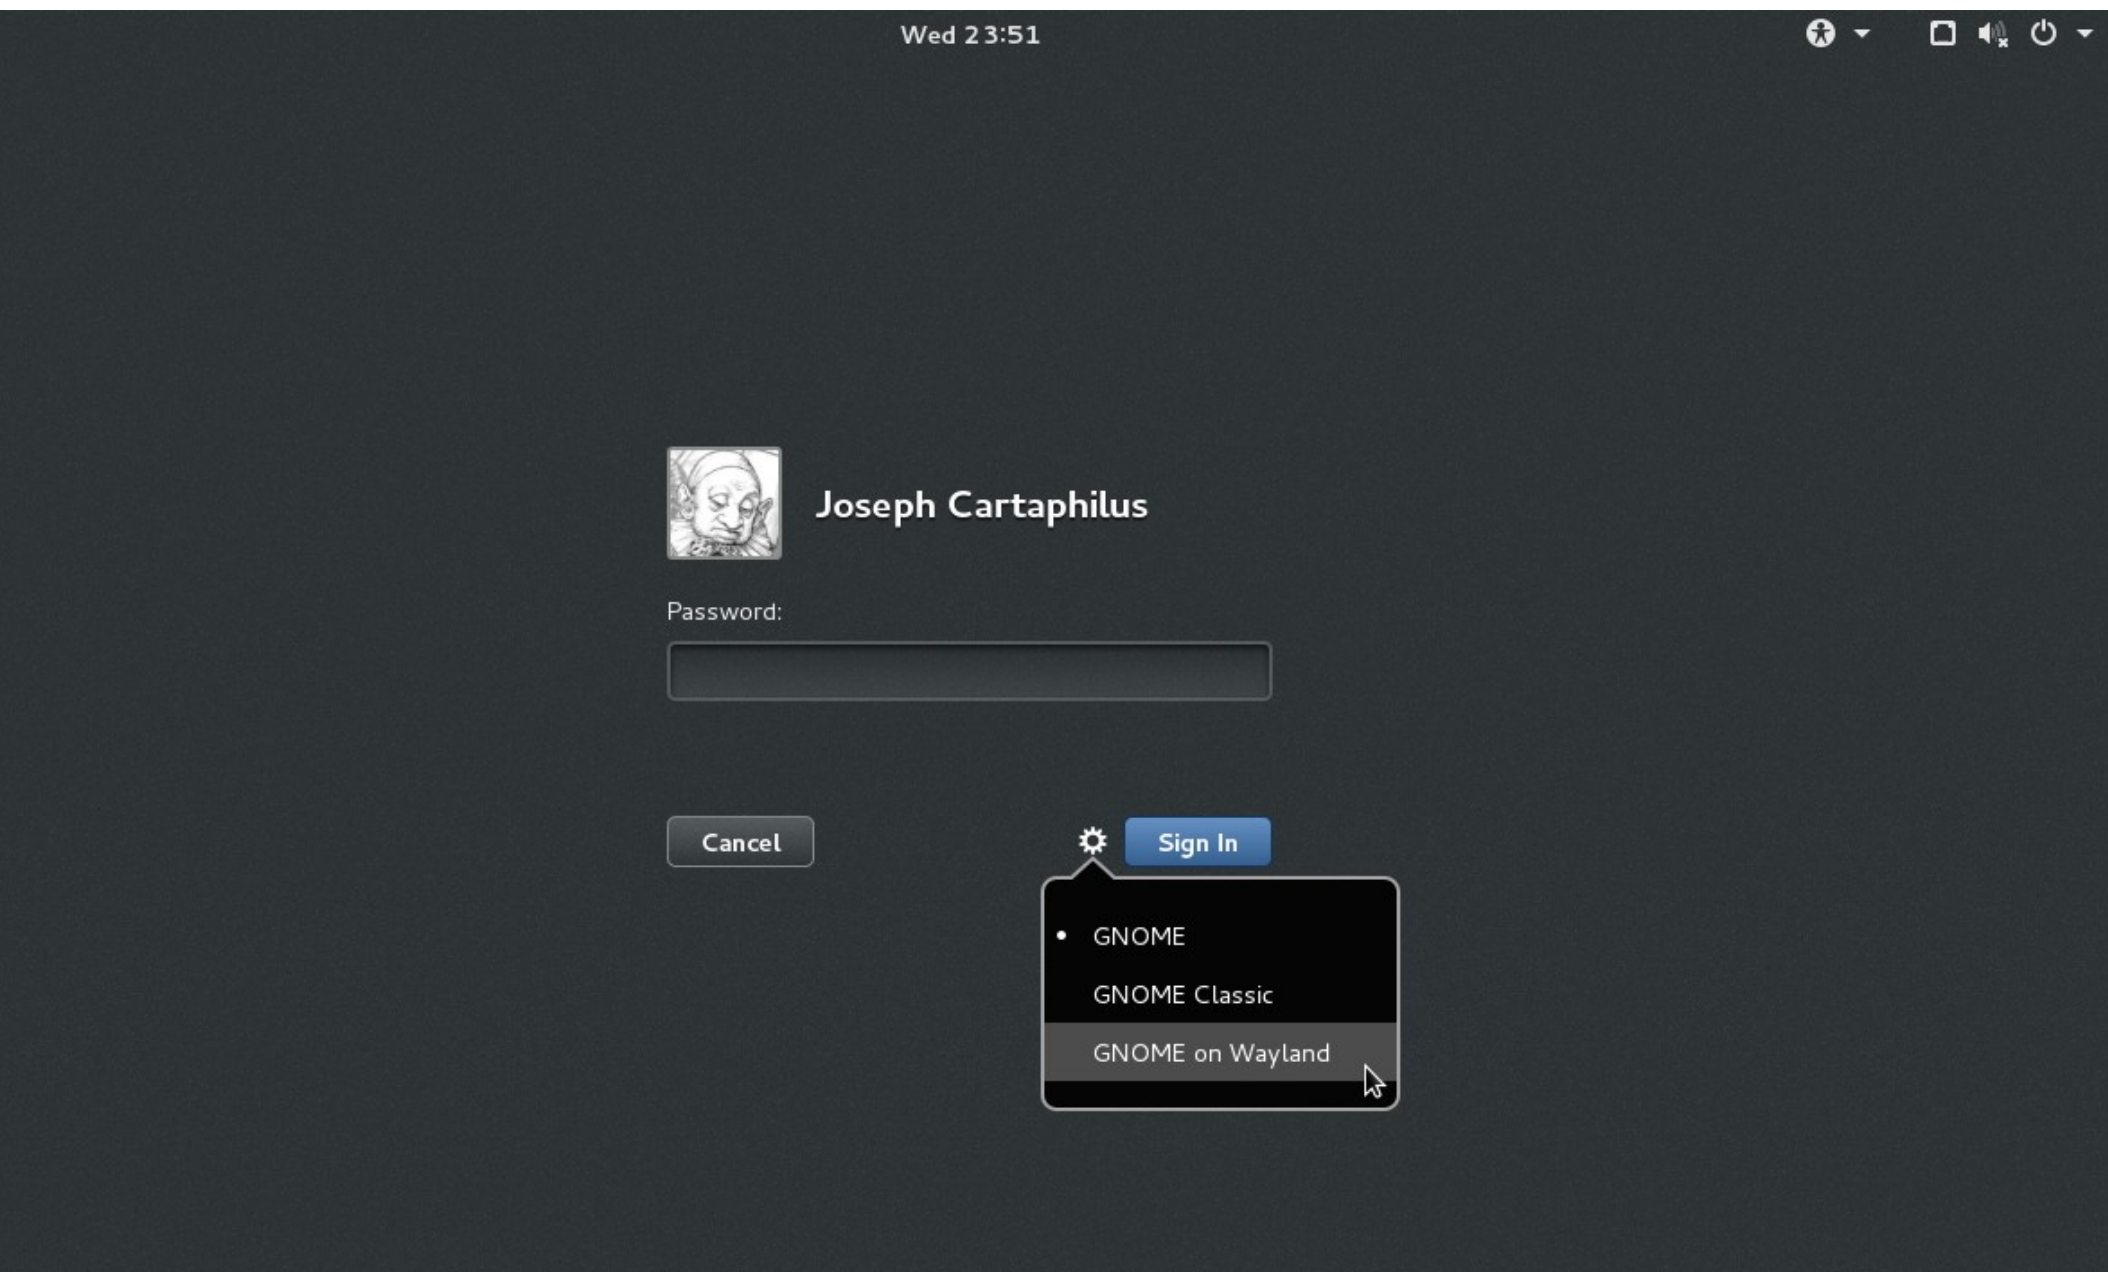 Wed 23:51
Joseph Cartaphilus
Password:
Cancel
Sign In
GNOME
GNOME Classic
GNOME on Wayland